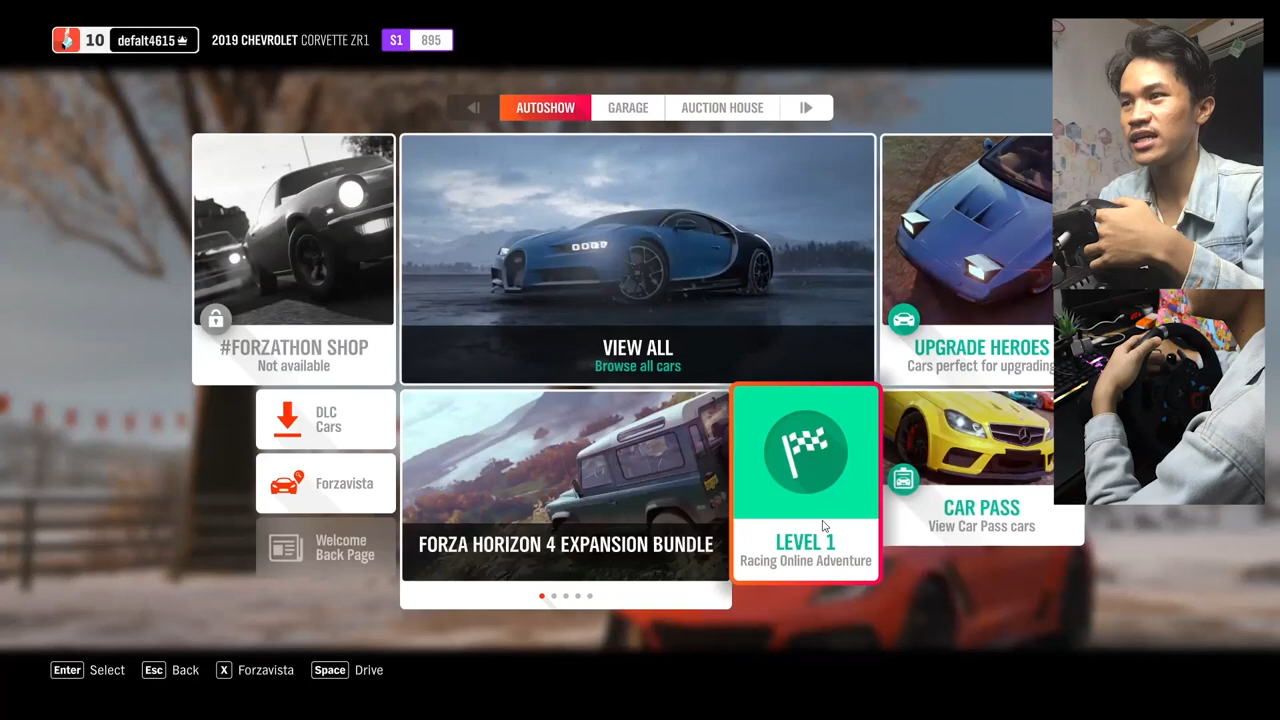 10 defalt4615 2019 CHEVROLET CORVETTE ZR1 S1 895
AUTOSHOW GARAGE AUCTION HOUSE
#FORZATHON SHOP
Not available
VIEW ALL
Browse all cars
UPGRADE HEROES
Cars perfect for upgrading
DLC
Cars
Forzavista
Welcome
Back Page
FORZA HORIZON 4 EXPANSION BUNDLE
LEVEL 1
Racing Online Adventure
CAR PASS
View Car Pass cars
Enter Select Esc Back X Forzavista Space Drive